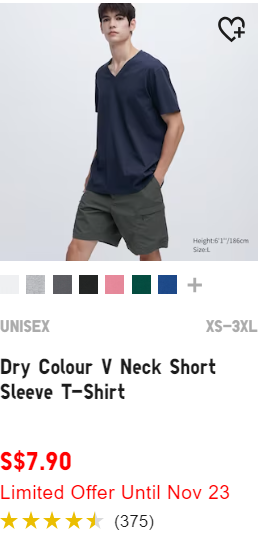 Height:6'1"/186cm
Size:L
UNISEX XS-3XL
Dry Colour V Neck Short
Sleeve T-Shirt
S$7.90
Limited Offer Until Nov 23
(375)